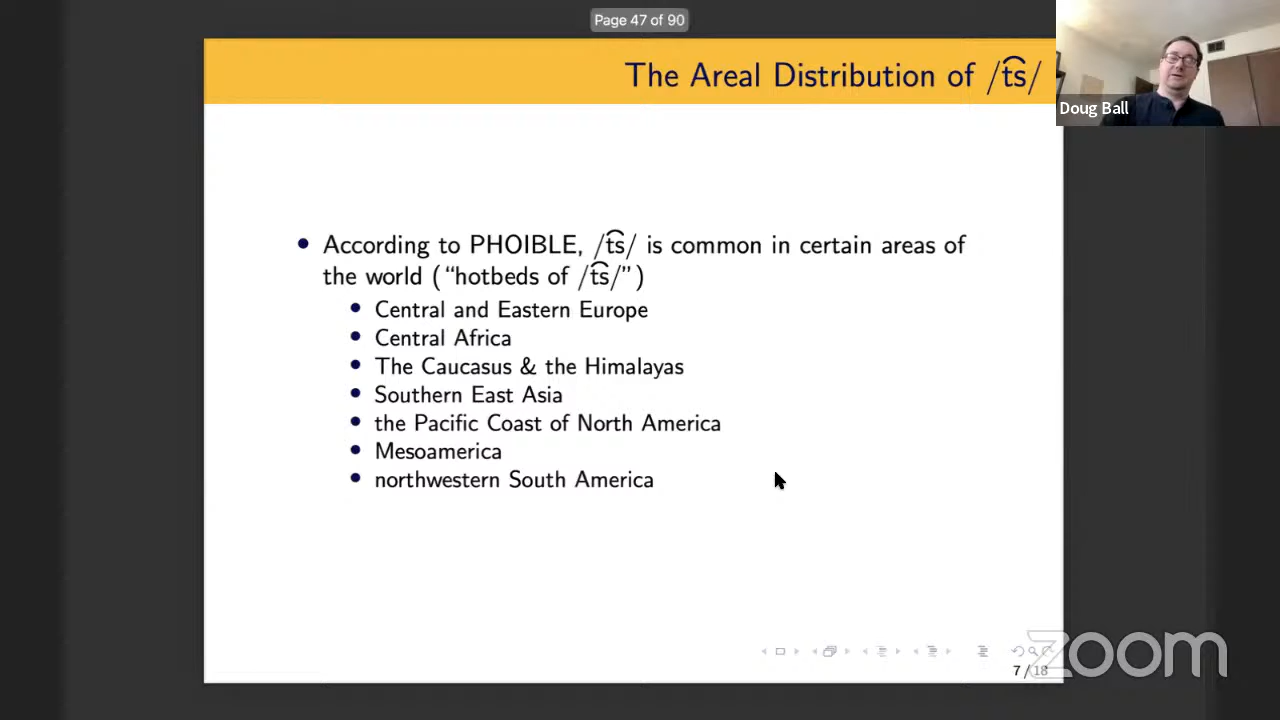 Page 47 of 90
The Areal Distribution of /t͡s/
Doug Ball
• According to PHOIBLE, /t͡s/ is common in certain areas of
the world (“hotbeds of /t͡s/”)
• Central and Eastern Europe
• Central Africa
• The Caucasus & the Himalayas
• Southern East Asia
• the Pacific Coast of North America
• Mesoamerica
• northwestern South America
zoom
7 / 18